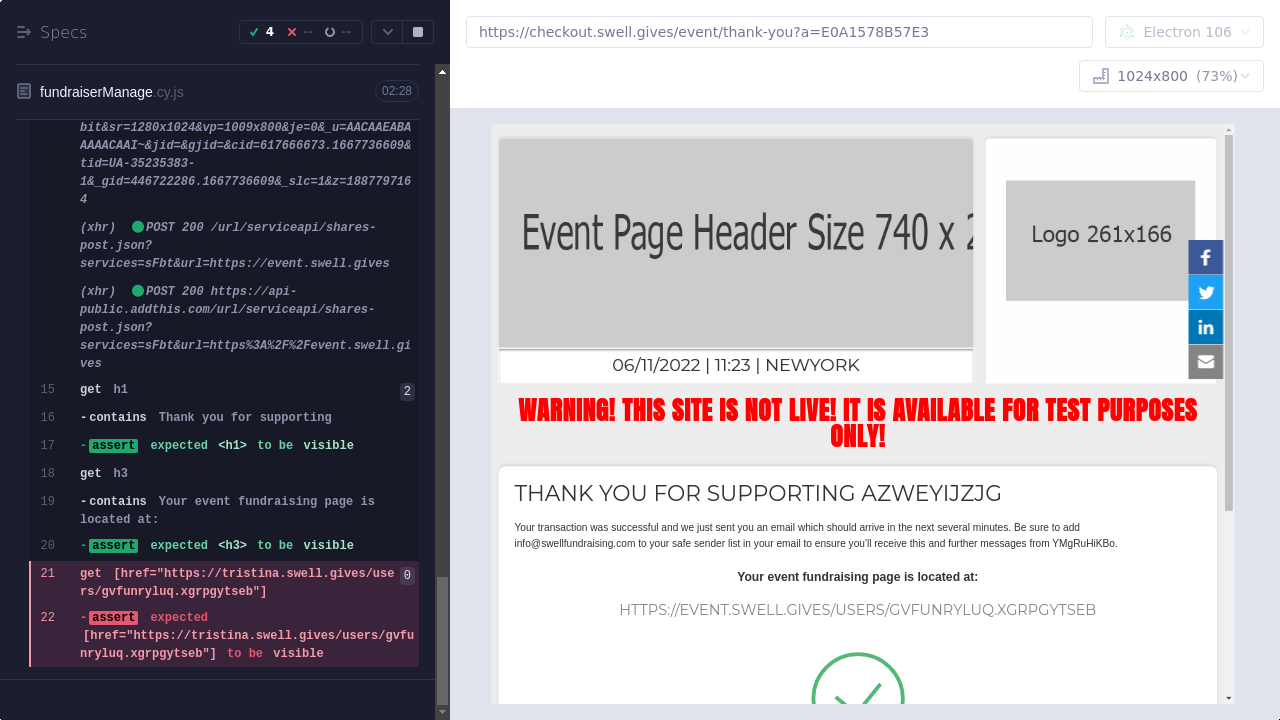 Specs
4
--
--
https://checkout.swell.gives/event/thank-you?a=E0A1578B57E3
Electron 106
1024x800 (73%)
fundraiserManage.cy.js
02:28
bit&sr=1280x1024&vp=1009x800&je=0&_u=AACAAEABA
AAAACAAI~&jid=&gjid=&cid=617666673.1667736609&
tid=UA-35235383-
1&_gid=446722286.1667736609&_slc=1&z=188779716
4
(xhr) POST 200 /url/serviceapi/shares-
post.json?
services=sFbt&url=https://event.swell.gives
(xhr) POST 200 https://api-
public.addthis.com/url/serviceapi/shares-
post.json?
services=sFbt&url=https%3A%2F%2Fevent.swell.gi
ves
15 get h1 2
16 -contains Thank you for supporting
17 -assert expected <h1> to be visible
18 get h3
19 -contains Your event fundraising page is
located at:
20 -assert expected <h3> to be visible
21 get [href="https://tristina.swell.gives/use 0
rs/gvfunryluq.xgrpgytseb"]
22 -assert expected
[href="https://tristina.swell.gives/users/gvfu
nryluq.xgrpgytseb"] to be visible
Event Page Header Size 740 x 2
Logo 261x166
06/11/2022 | 11:23 | NEWYORK
WARNING! THIS SITE IS NOT LIVE! IT IS AVAILABLE FOR TEST PURPOSES
ONLY!
THANK YOU FOR SUPPORTING AZWEYIJZJG
Your transaction was successful and we just sent you an email which should arrive in the next several minutes. Be sure to add
info@swellfundraising.com to your safe sender list in your email to ensure you'll receive this and further messages from YMgRuHiKBo.
Your event fundraising page is located at:
HTTPS://EVENT.SWELL.GIVES/USERS/GVFUNRYLUQ.XGRPGYTSEB